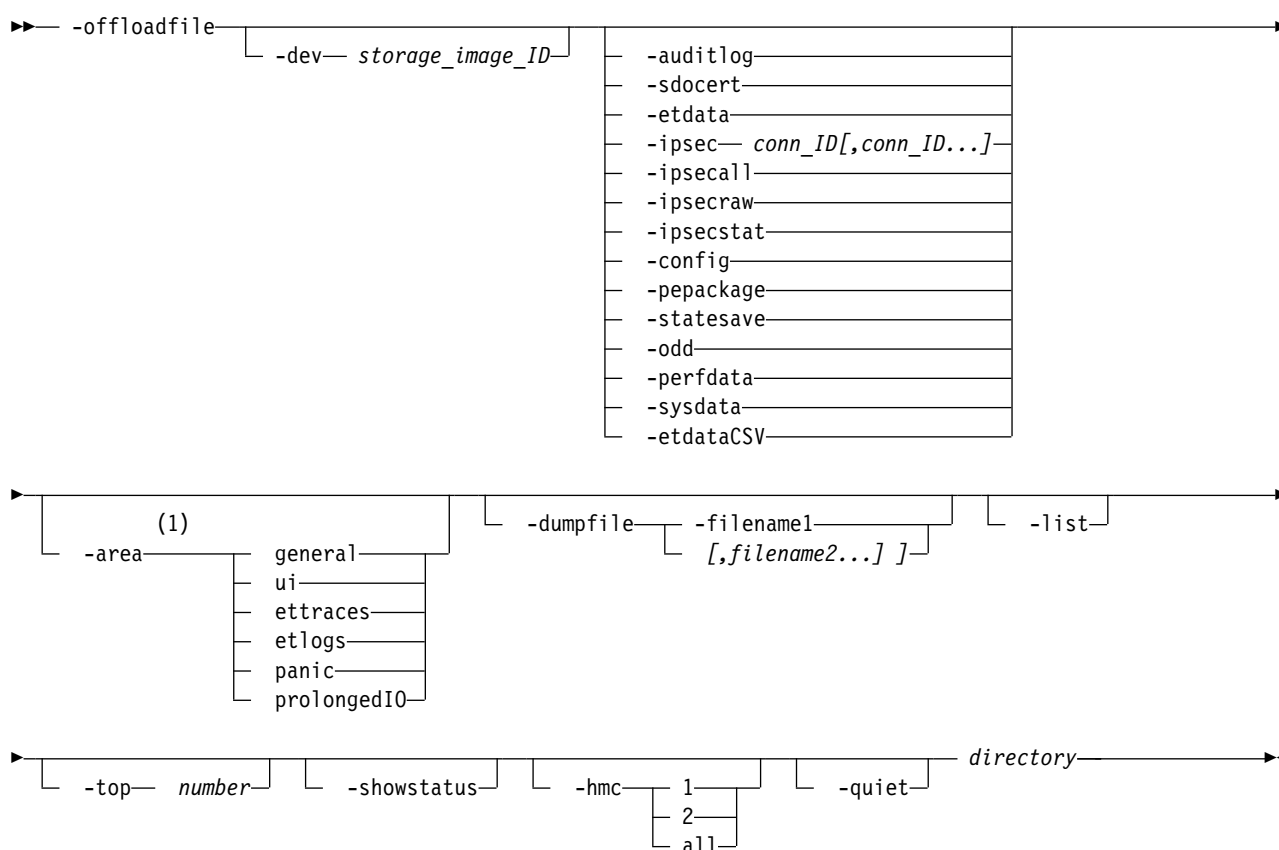 -offloadfile
-dev storage_image_ID
-auditlog
-sdocert
-etdata
-ipsec conn_ID[,conn_ID...]
-ipsecall
-ipsecraw
-ipsecstat
-config
-pepackage
-statesave
-odd
-perfdata
-sysdata
-etdataCSV
(1)
-area general
ui
ettraces
etlogs
panic
prolongedIO
-dumpfile -filename1
[,filename2...] ]
-list
-top number
-showstatus
-hmc 1
2
all
-quiet
directory